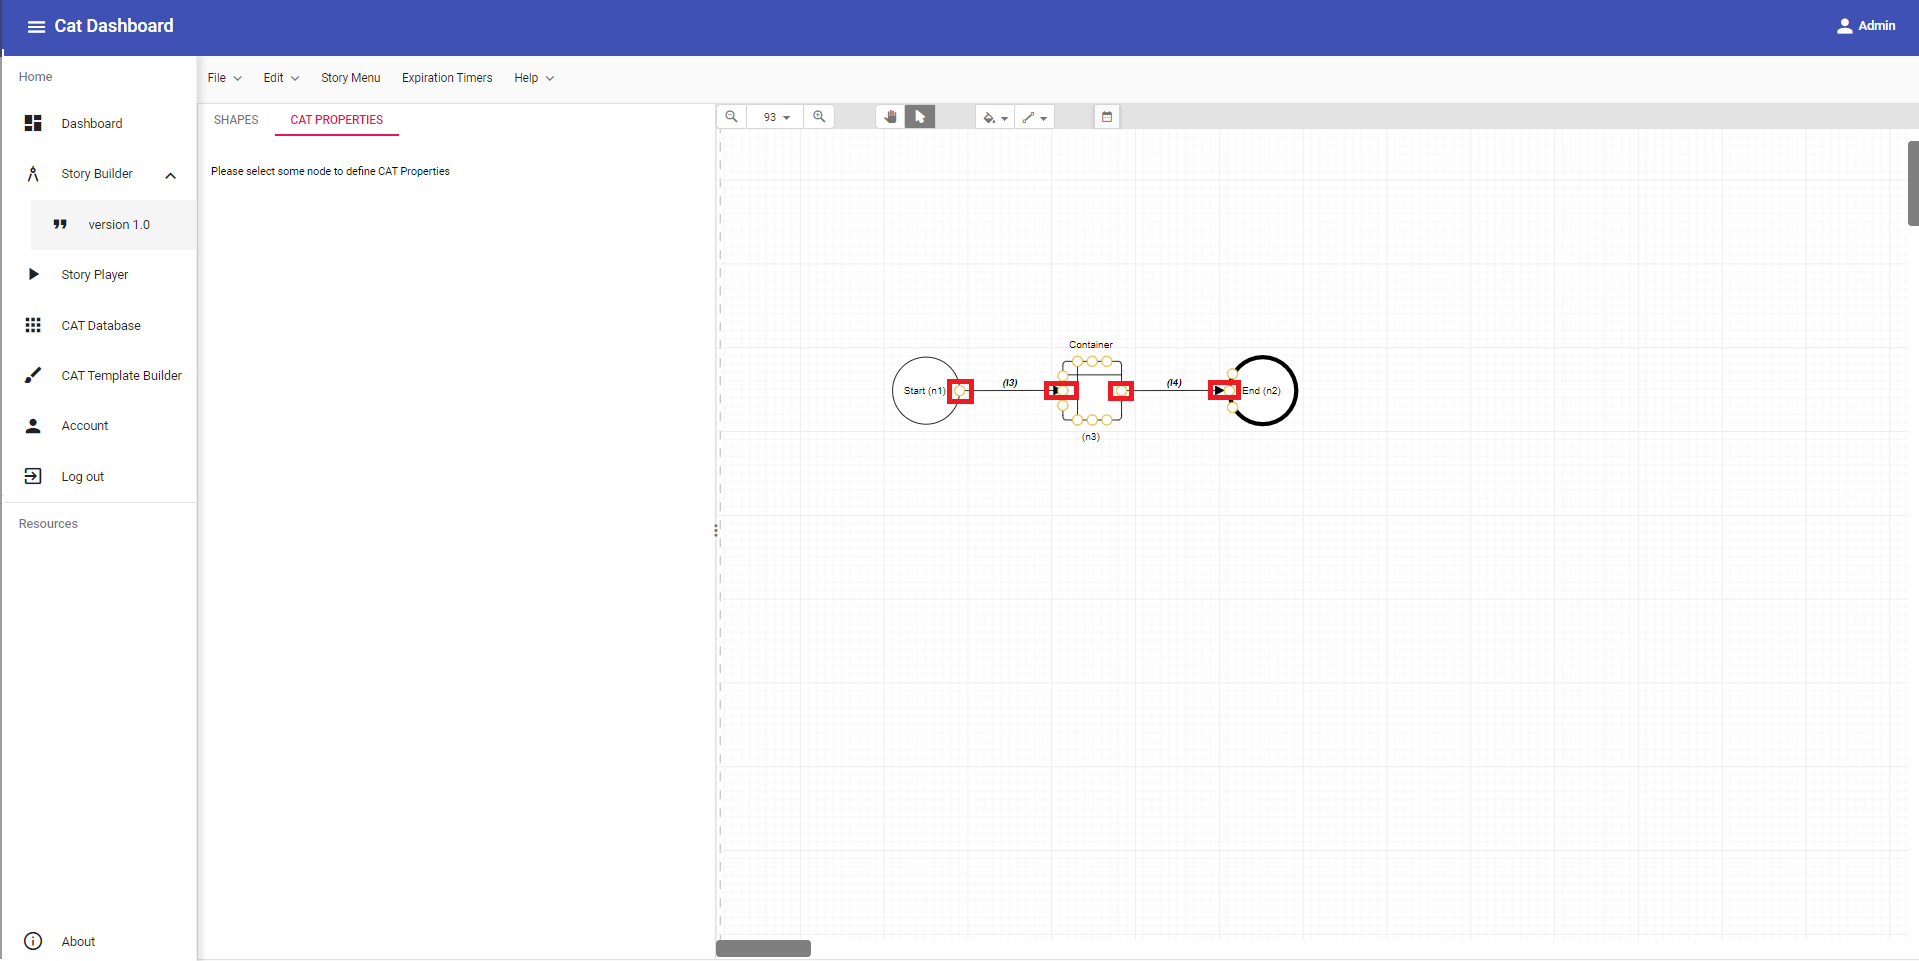 Cat Dashboard
Admin
Home
Dashboard
Story Builder
version 1.0
Story Player
CAT Database
CAT Template Builder
Account
Log out
Resources
About
File
Edit
Story Menu
Expiration Timers
Help
SHAPES
CAT PROPERTIES
Please select some node to define CAT Properties
93
Container
Start (n1)
(l3)
(l4)
End (n2)
(n3)